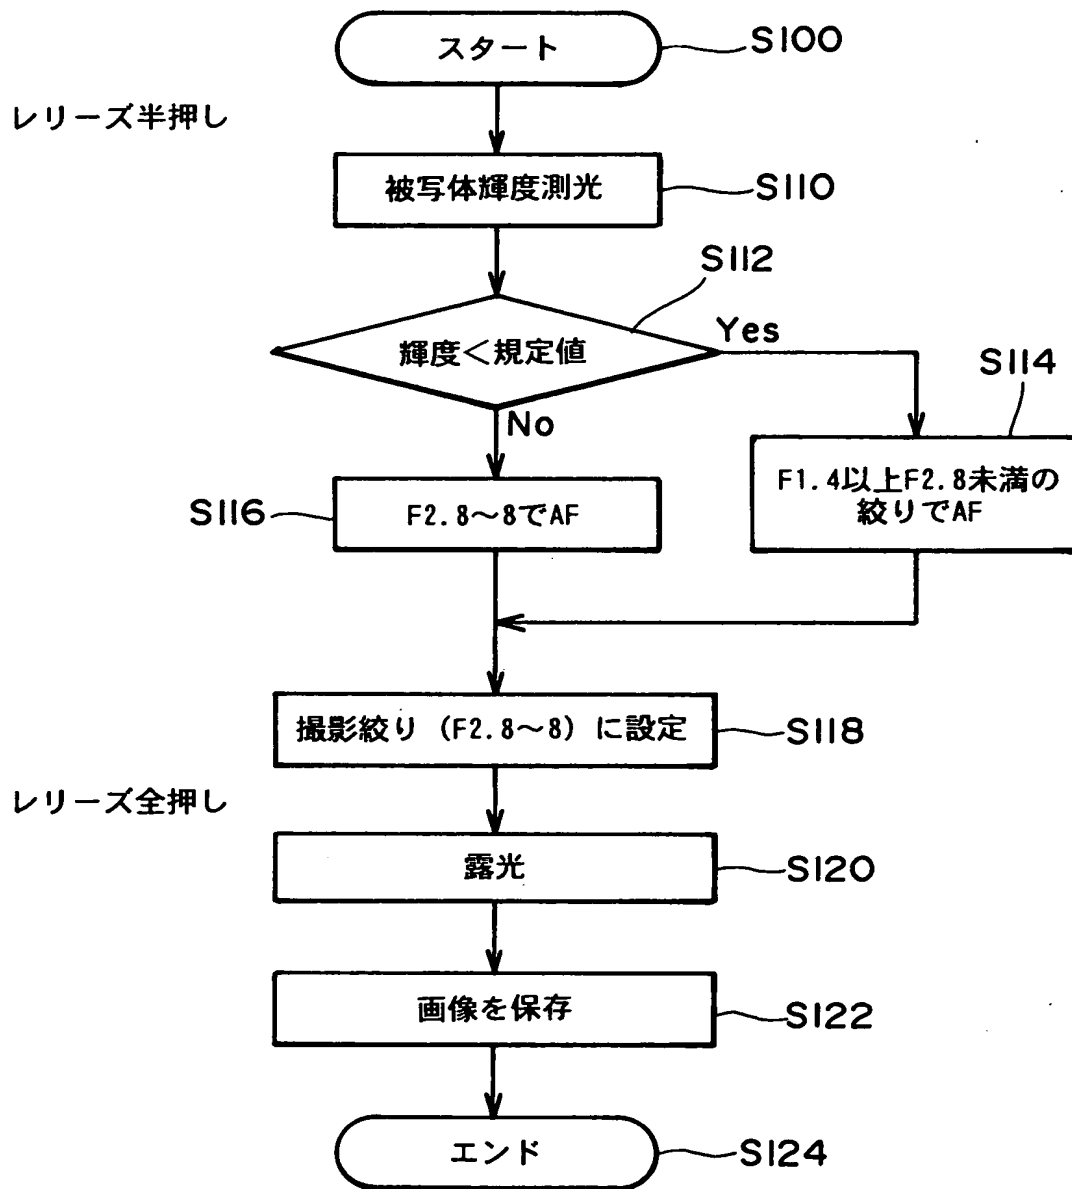 スタート
S100
レリーズ半押し
被写体輝度測光
S110
S112
輝度＜規定値
Yes
No
S114
F1.4以上F2.8未満の
絞りでAF
S116
F2.8～8でAF
撮影絞り（F2.8～8）に設定
S118
レリーズ全押し
露光
S120
画像を保存
S122
エンド
S124